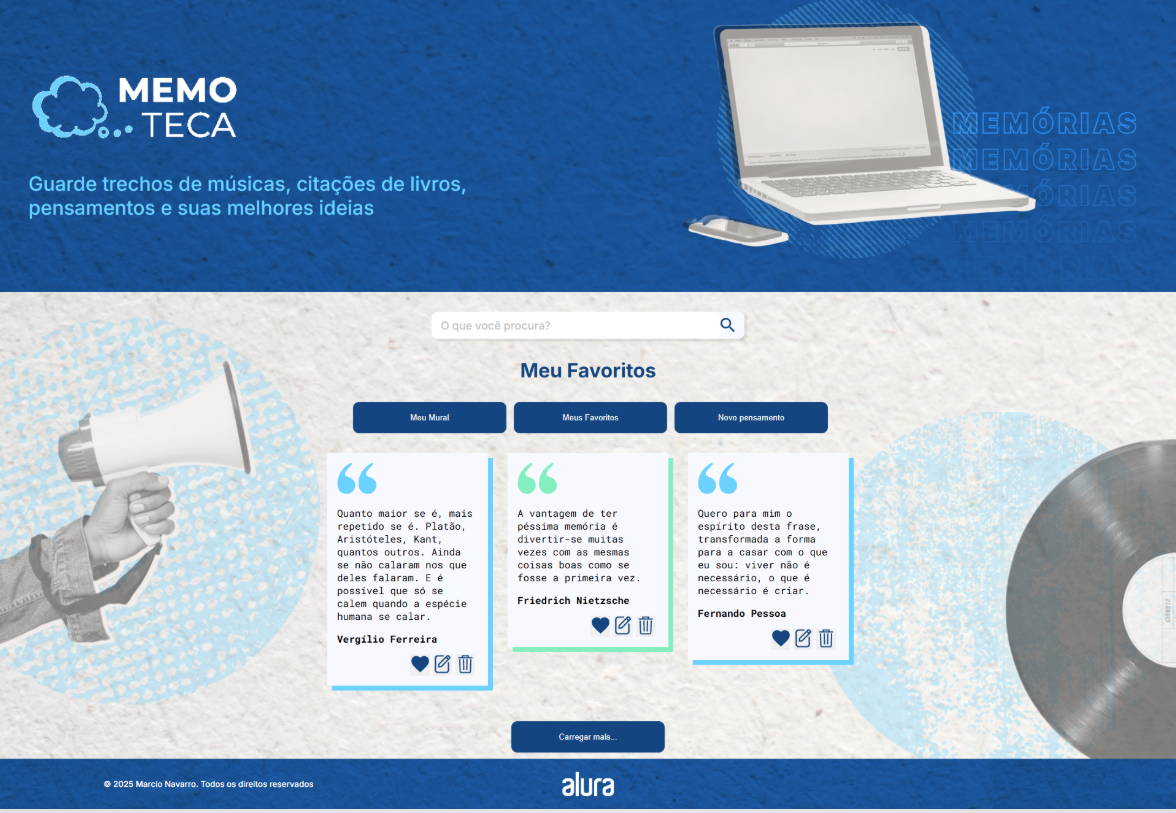 MEMO
TECA
Guarde trechos de músicas, citações de livros,
pensamentos e suas melhores ideias
MEMÓRIAS
MEMÓRIAS
MEMÓRIAS
MEMÓRIAS
O que você procura?
Meu Favoritos
Meu Mural
Meus Favoritos
Novo pensamento
Quanto maior se é, mais
repetido se é. Platão,
Aristóteles, Kant,
quantos outros. Ainda
se não calaram nos que
deles falaram. E é
possível que só se
calem quando a espécie
humana se calar.
Vergílio Ferreira
A vantagem de ter
péssima memória é
divertir-se muitas
vezes com as mesmas
coisas boas como se
fosse a primeira vez.
Friedrich Nietzsche
Quero para mim o
espírito desta frase,
transformada a forma
para a casar com o que
eu sou: viver não é
necessário, o que é
necessário é criar.
Fernando Pessoa
Carregar mais...
© 2025 Marcio Navarro. Todos os direitos reservados
alura